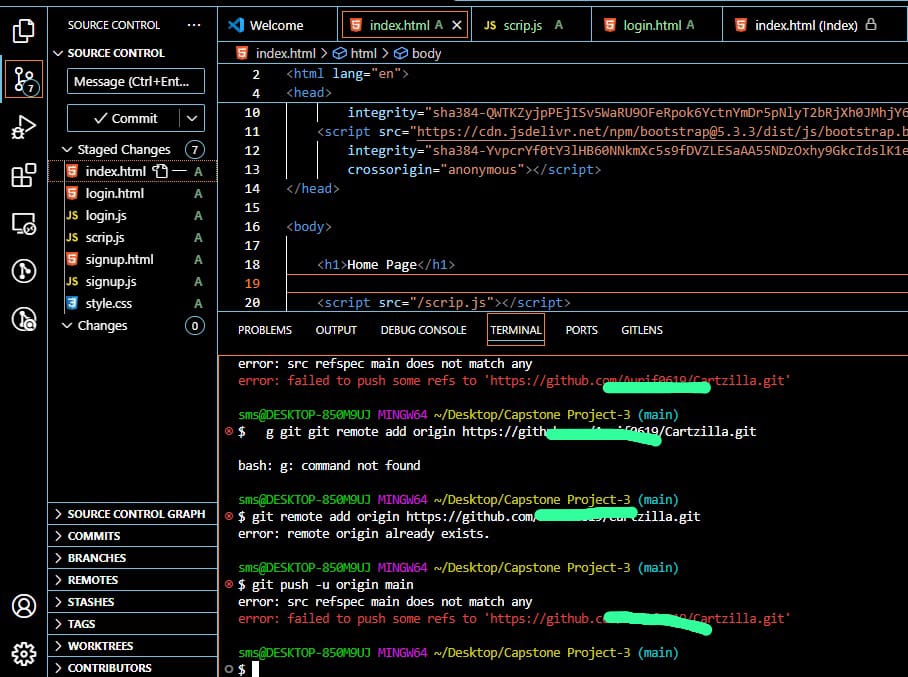 SOURCE CONTROL ...
Welcome
index.html A
JS scrip.js A
login.html A
index.html (Index)
SOURCE CONTROL
Message (Ctrl+Ent...
Commit
Staged Changes 7
index.html A
login.html A
JS login.js A
JS scrip.js A
signup.html A
JS signup.js A
style.css A
Changes 0
SOURCE CONTROL GRAPH
COMMITS
BRANCHES
REMOTES
STASHES
TAGS
WORKTREES
CONTRIBUTORS
7
index.html > html > body
2 <html lang="en">
4 <head>
10 integrity="sha384-QWTKZyjpPEjISv5WaRU9OFeRpok6YctnYmDr5pNlyT2bRjXh0JMhjY6
11 <script src="https://cdn.jsdelivr.net/npm/bootstrap@5.3.3/dist/js/bootstrap.b
12 integrity="sha384-YvpcrYf0tY3lHB60NNkmXc5s9fDVZLESaAA55NDzOxhy9GkcIdslK1e
13 crossorigin="anonymous"></script>
14 </head>
15
16 <body>
17
18 <h1>Home Page</h1>
19
20 <script src="/scrip.js"></script>
PROBLEMS OUTPUT DEBUG CONSOLE TERMINAL PORTS GITLENS
error: src refspec main does not match any
error: failed to push some refs to 'https://github.com/ Cartzilla.git'
sms@DESKTOP-850M9UJ MINGW64 ~/Desktop/Capstone Project-3 (main)
$ g git git remote add origin https://gith /Cartzilla.git
bash: g: command not found
sms@DESKTOP-850M9UJ MINGW64 ~/Desktop/Capstone Project-3 (main)
$ git remote add origin https://github.com/ Cartzilla.git
error: remote origin already exists.
sms@DESKTOP-850M9UJ MINGW64 ~/Desktop/Capstone Project-3 (main)
$ git push -u origin main
error: src refspec main does not match any
error: failed to push some refs to 'https://github.com Cartzilla.git'
sms@DESKTOP-850M9UJ MINGW64 ~/Desktop/Capstone Project-3 (main)
$